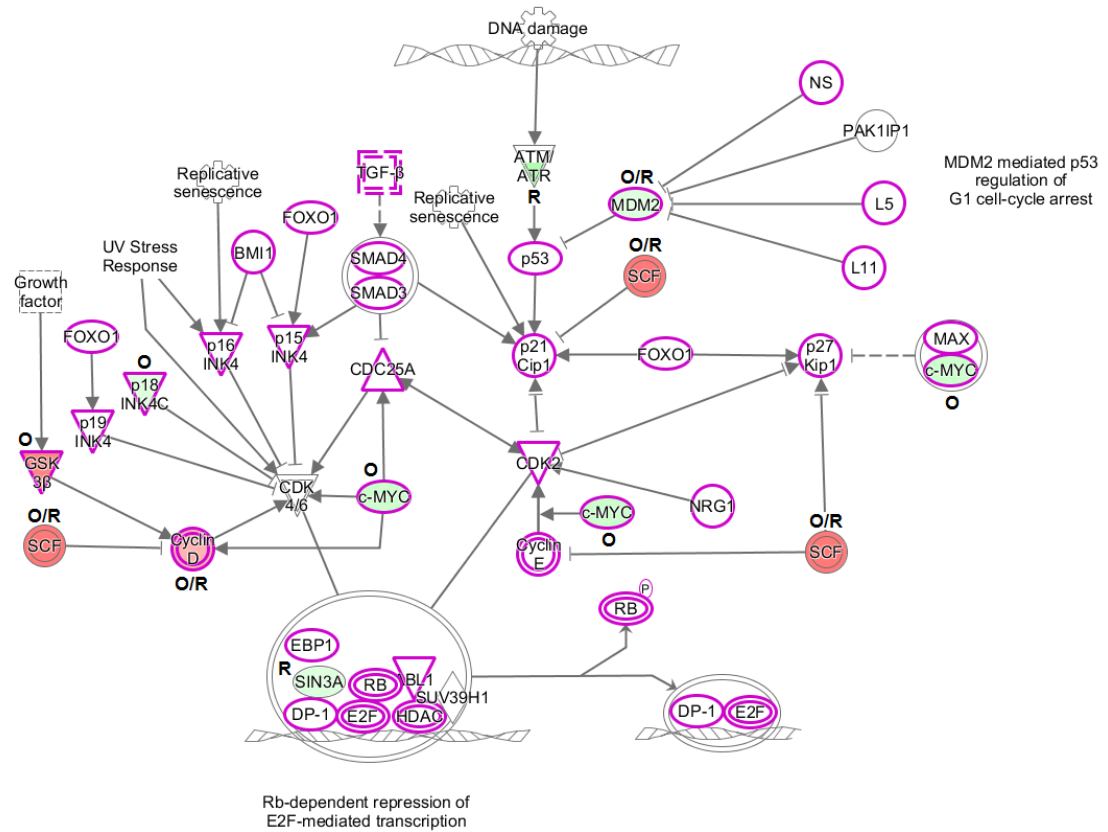 DNA damage
NS
PAK1IP1
MDM2 mediated p53
regulation of
G1 cell-cycle arrest
ATM/
ATR
R
O/R
MDM2
L5
L11
TGF-β
Replicative
senescence
Replicative
senescence
FOXO1
UV Stress
Response
BMI1
SMAD4
SMAD3
p53
O/R
SCF
Growth
factor
FOXO1
p16
INK4
p15
INK4
p21
Cip1
FOXO1
p27
Kip1
MAX
c-MYC
O
O
p18
INK4C
CDC25A
p19
INK4
O
GSK
3β
CDK2
CDK
4/6
O
c-MYC
c-MYC
O
NRG1
O/R
SCF
Cyclin
D
O/R
Cyclin
E
O/R
SCF
P
RB
EBP1
R
SIN3A
RB
ABL1
SUV39H1
DP-1
E2F
HDAC
DP-1
E2F
Rb-dependent repression of
E2F-mediated transcription